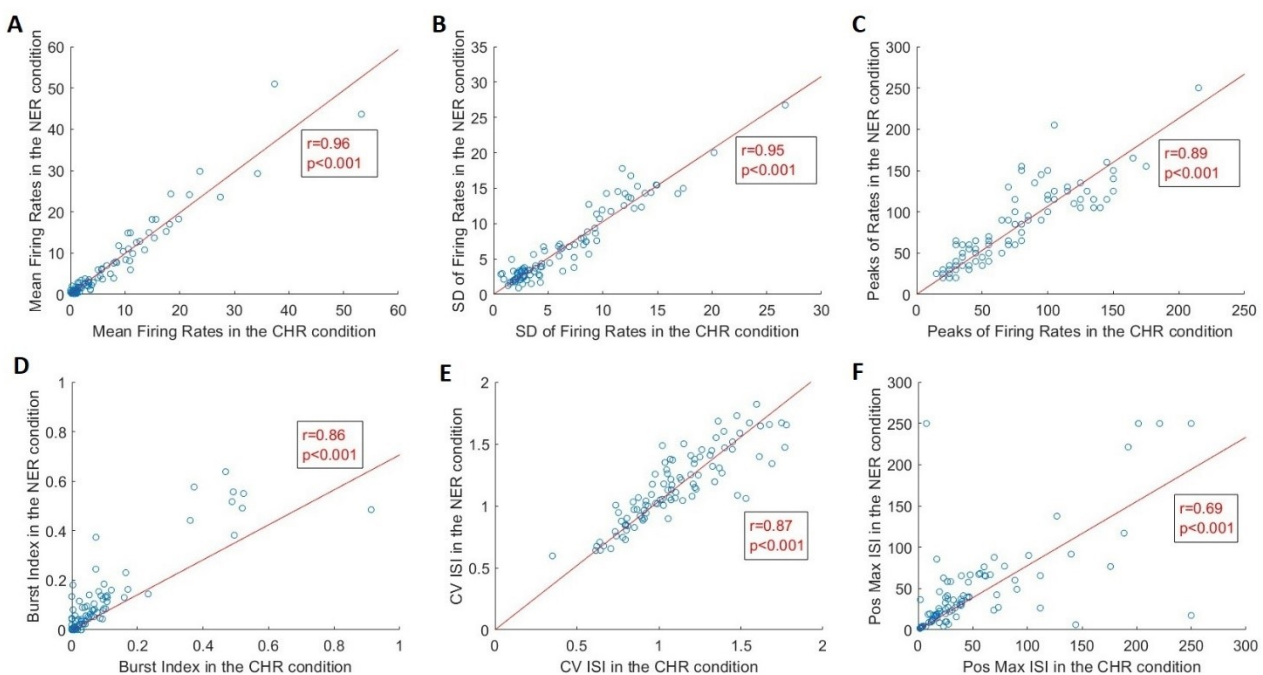 A
Mean Firing Rates in the NER condition
60
50
40
30
20
10
0
0 10 20 30 40 50 60
Mean Firing Rates in the CHR condition
r=0.96
p<0.001
B
SD of Firing Rates in the NER condition
35
30
25
20
15
10
5
0
0 5 10 15 20 25 30
SD of Firing Rates in the CHR condition
r=0.95
p<0.001
C
Peaks of Rates in the NER condition
300
250
200
150
100
50
0
0 50 100 150 200 250
Peaks of Firing Rates in the CHR condition
r=0.89
p<0.001
D
Burst Index in the NER condition
1
0.8
0.6
0.4
0.2
0
0 0.2 0.4 0.6 0.8 1
Burst Index in the CHR condition
r=0.86
p<0.001
E
CV ISI in the NER condition
2
1.5
1
0.5
0
0 0.5 1 1.5 2
CV ISI in the CHR condition
r=0.87
p<0.001
F
Pos Max ISI in the NER condition
300
250
200
150
100
50
0
0 50 100 150 200 250 300
Pos Max ISI in the CHR condition
r=0.69
p<0.001